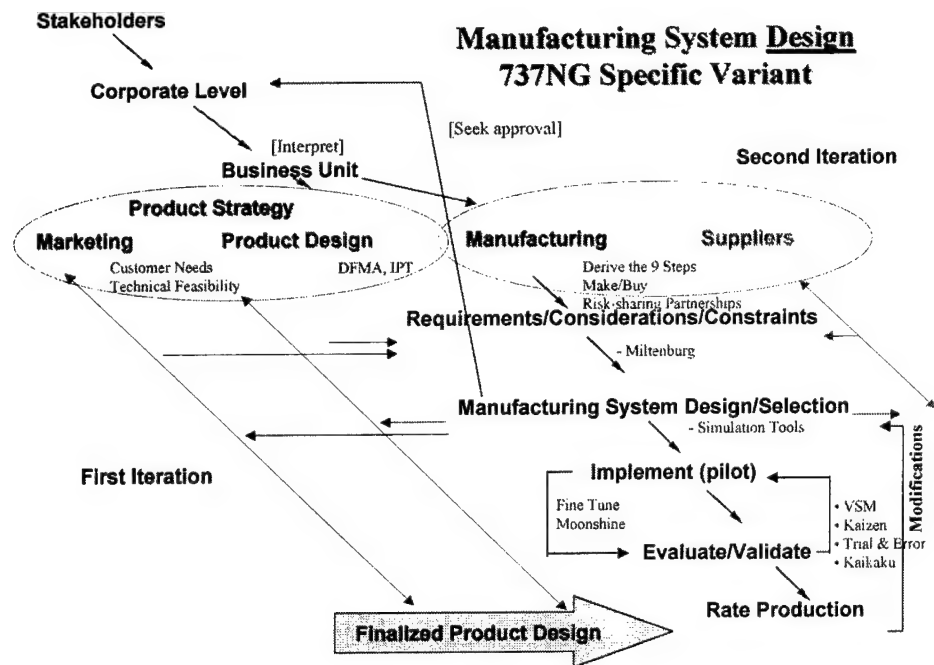 Stakeholders
Manufacturing System Design
737NG Specific Variant
Corporate Level
[Seek approval]
[Interpret]
Business Unit
Second Iteration
Product Strategy
Marketing
Product Design
Manufacturing
Suppliers
Customer Needs
Technical Feasibility
DFMA, IPT
Derive the 9 Steps
Make/Buy
Risk-sharing Partnerships
Requirements/Considerations/Constraints
- Miltenburg
Manufacturing System Design/Selection
- Simulation Tools
First Iteration
Implement (pilot)
Fine Tune
Moonshine
• VSM
• Kaizen
• Trial & Error
• Kaikaku
Modifications
Evaluate/Validate
Rate Production
Finalized Product Design